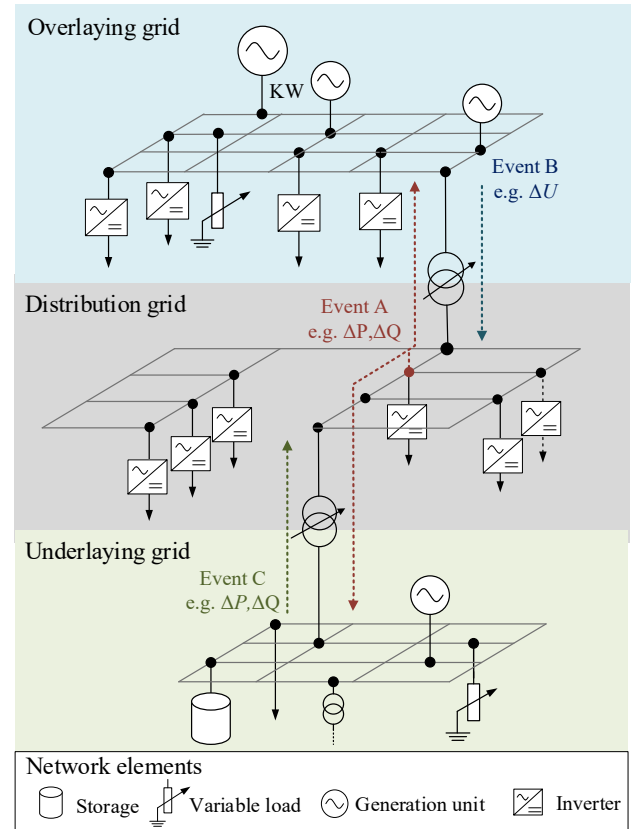 Overlaying grid
KW
Event B
e.g. ΔU
Distribution grid
Event A
e.g. ΔP,ΔQ
Underlaying grid
Event C
e.g. ΔP,ΔQ
Network elements
Storage
Variable load
Generation unit
Inverter